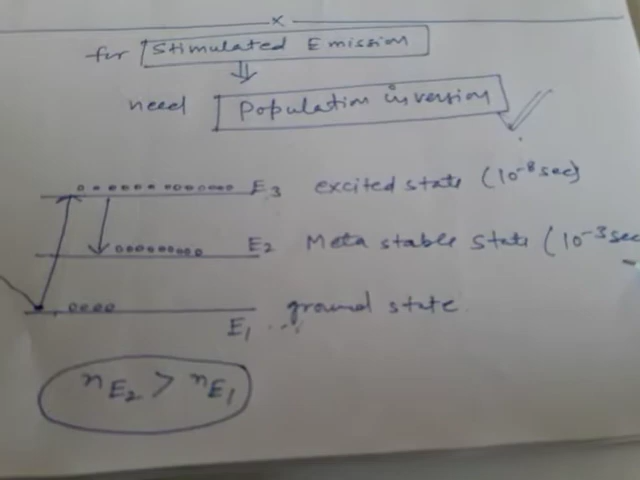 for Stimulated Emission
need Population inversion
E3 excited state (10-8 sec)
E2 Meta stable state (10-3 sec
E1 ground state
nE2 > nE1